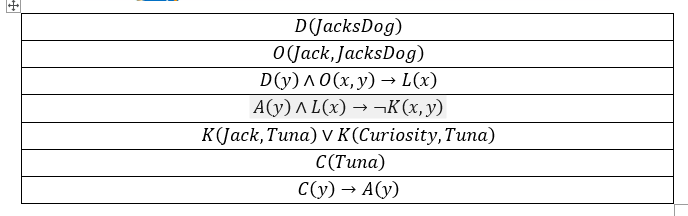 D(JacksDog)
O(Jack, JacksDog)
D(y) ∧ O(x, y) → L(x)
A(y) ∧ L(x) → ¬K(x, y)
K(Jack, Tuna) ∨ K(Curiosity, Tuna)
C(Tuna)
C(y) → A(y)